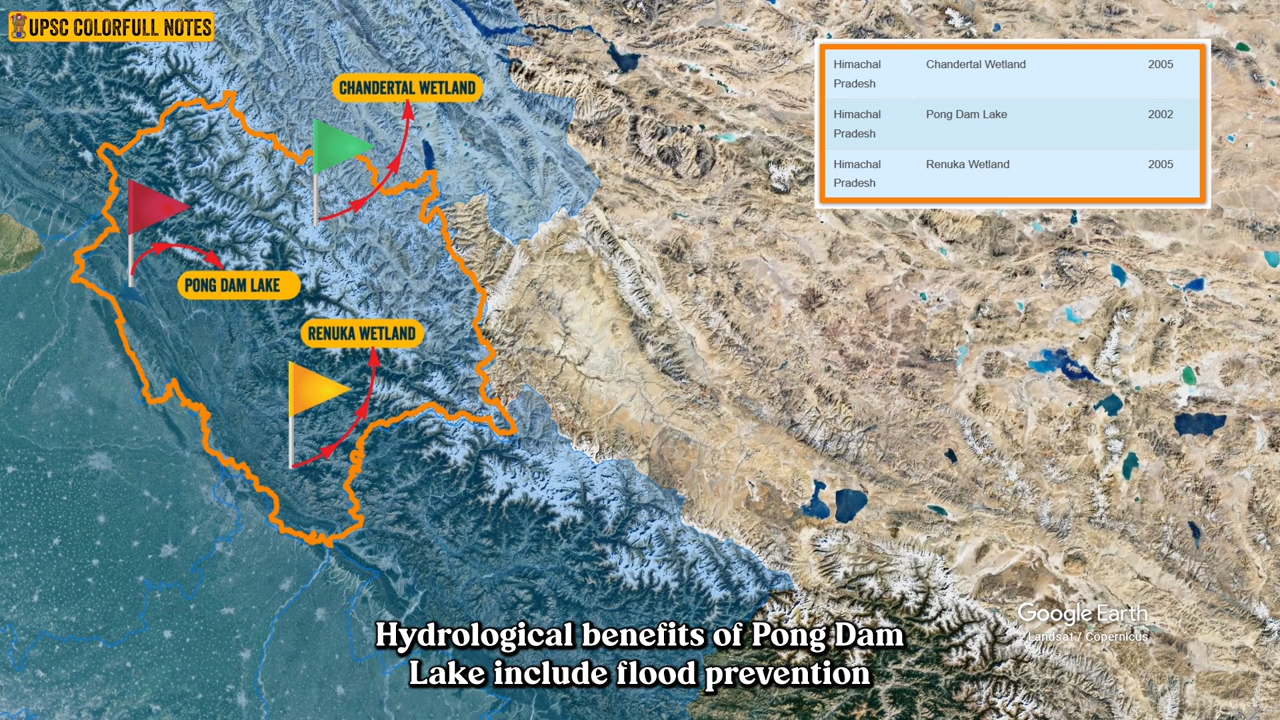 UPSC COLORFULL NOTES
CHANDERTAL WETLAND
PONG DAM LAKE
RENUKA WETLAND
Himachal Pradesh Chandertal Wetland 2005
Himachal Pradesh Pong Dam Lake 2002
Himachal Pradesh Renuka Wetland 2005
Google Earth
Landsat / Copernicus
Hydrological benefits of Pong Dam
Lake include flood prevention